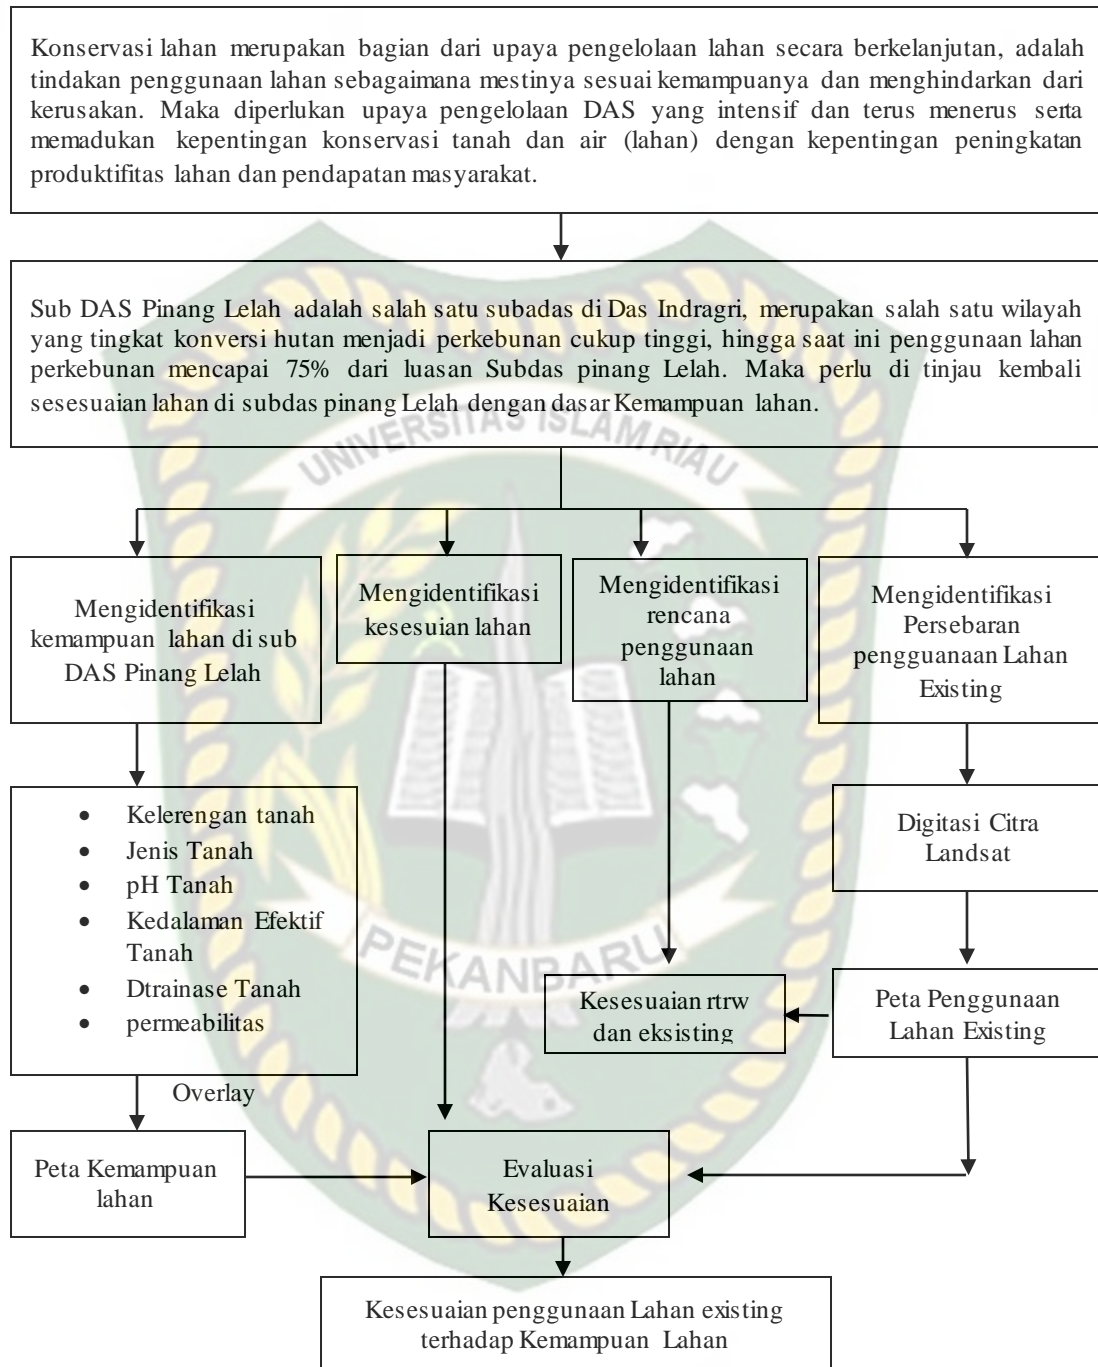 Konservasi lahan merupakan bagian dari upaya pengelolaan lahan secara berkelanjutan, adalah
tindakan penggunaan lahan sebagaimana mestinya sesuai kemampuanya dan menghindarkan dari
kerusakan. Maka diperlukan upaya pengelolaan DAS yang intensif dan terus menerus serta
memadukan kepentingan konservasi tanah dan air (lahan) dengan kepentingan peningkatan
produktifitas lahan dan pendapatan masyarakat.
Sub DAS Pinang Lelah adalah salah satu subadas di Das Indragri, merupakan salah satu wilayah
yang tingkat konversi hutan menjadi perkebunan cukup tinggi, hingga saat ini penggunaan lahan
perkebunan mencapai 75% dari luasan Subdas pinang Lelah. Maka perlu di tinjau kembali
sesesuaian lahan di subdas pinang Lelah dengan dasar Kemampuan lahan.
UNIVERSITAS ISLAM RIAU
Mengidentifikasi
kemampuan lahan di sub
DAS Pinang Lelah
Mengidentifikasi
kesesuian lahan
Mengidentifikasi
rencana
penggunaan
lahan
Mengidentifikasi
Persebaran
pengguanaan Lahan
Existing
• Kelerengan tanah
• Jenis Tanah
• pH Tanah
• Kedalaman Efektif
Tanah
• Dtrainase Tanah
• permeabilitas
Digitasi Citra
Landsat
PEKANBARU
Kesesuaian rtrw
dan eksisting
Peta Penggunaan
Lahan Existing
Overlay
Peta Kemampuan
lahan
Evaluasi
Kesesuaian
Kesesuaian penggunaan Lahan existing
terhadap Kemampuan Lahan